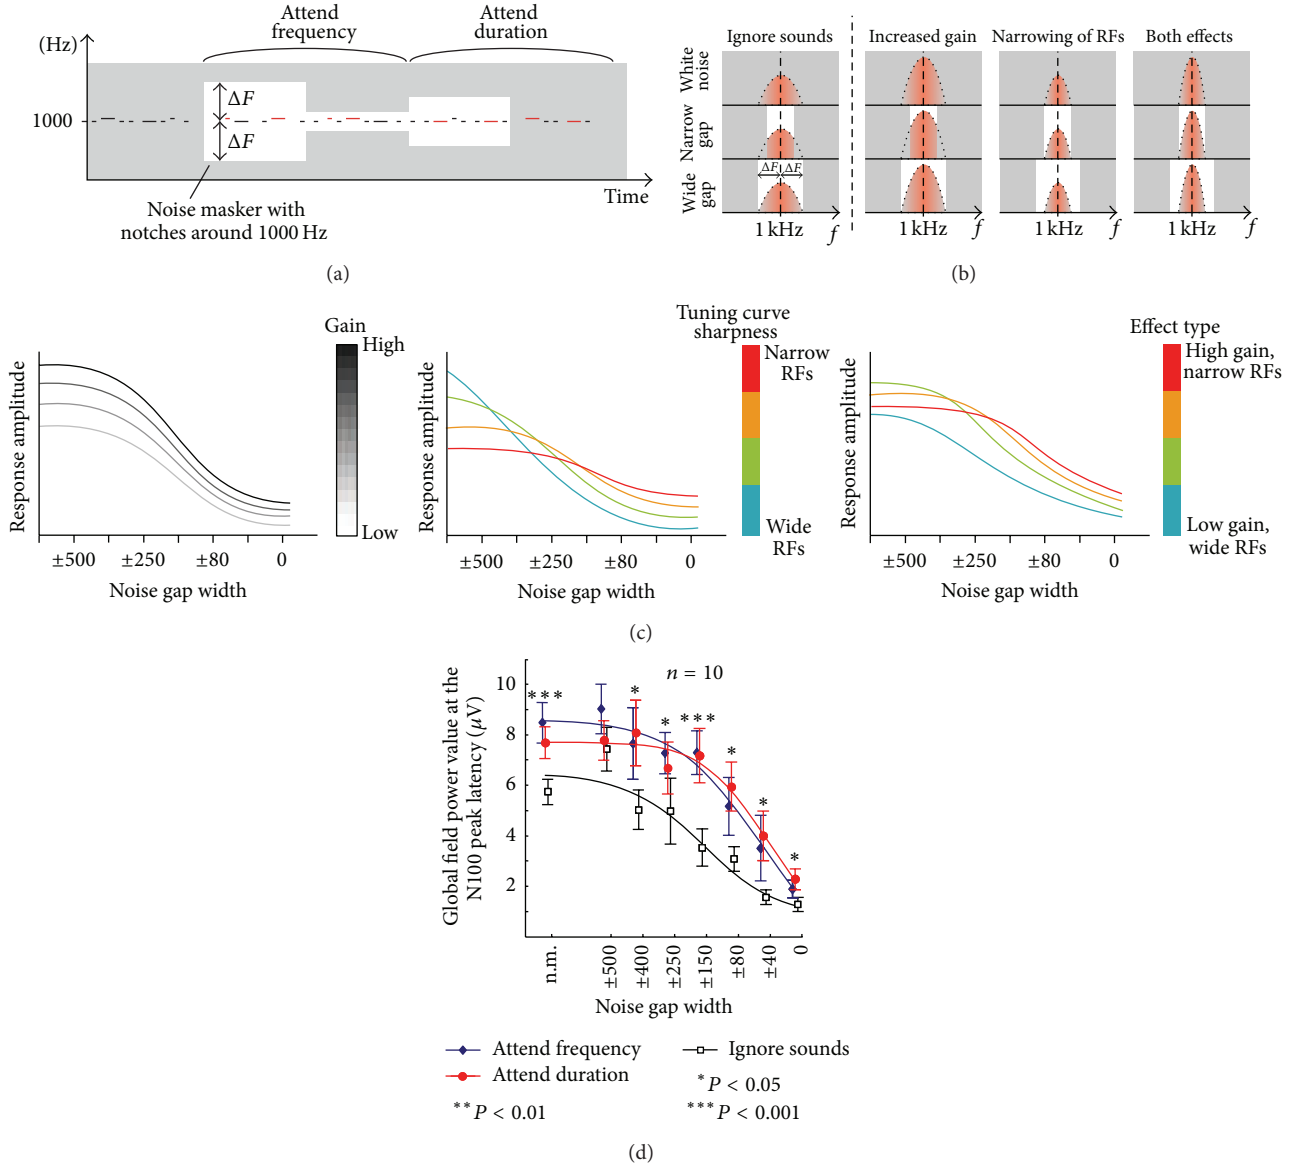 Attend frequency
Attend duration
(Hz)
1000
ΔF
ΔF
Time
Noise masker with notches around 1000 Hz
(a)
Ignore sounds
Increased gain
Narrowing of RFs
Both effects
White noise
Narrow gap
Wide gap
ΔF
ΔF
1 kHz
f
1 kHz
f
1 kHz
f
1 kHz
f
(b)
Gain
High
Low
Response amplitude
±500
±250
±80
0
Noise gap width
Tuning curve sharpness
Narrow RFs
Wide RFs
Response amplitude
±500
±250
±80
0
Noise gap width
Effect type
High gain, narrow RFs
Low gain, wide RFs
Response amplitude
±500
±250
±80
0
Noise gap width
(c)
Global field power value at the N100 peak latency (μV)
10
8
6
4
2
n = 10
***
*
*
***
*
*
*
n.m.
±500
±400
±250
±150
±80
±40
0
Noise gap width
Attend frequency
Attend duration
Ignore sounds
*P < 0.05
**P < 0.01
***P < 0.001
(d)